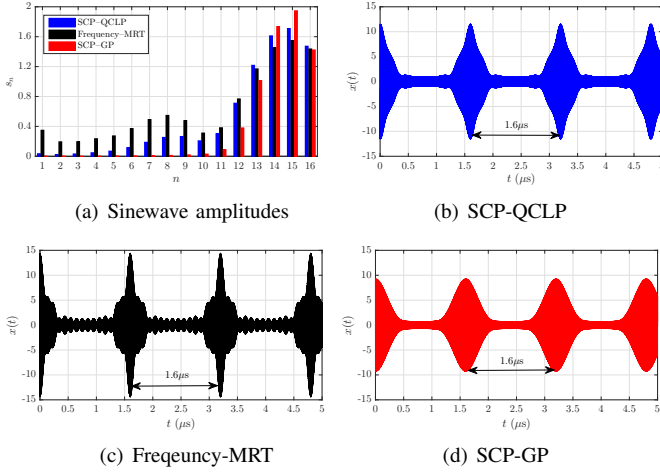 2
1.6
1.2
0.8
0.4
0
s_n
SCP–QCLP
Frequency–MRT
SCP–GP
1 2 3 4 5 6 7 8 9 10 11 12 13 14 15 16
n
(a) Sinewave amplitudes
15
10
5
0
-5
-10
-15
x(t)
1.6μs
0 0.5 1 1.5 2 2.5 3 3.5 4 4.5 5
t (μs)
(b) SCP-QCLP
15
10
5
0
-5
-10
-15
x(t)
1.6μs
0 0.5 1 1.5 2 2.5 3 3.5 4 4.5 5
t (μs)
(c) Freqeuncy-MRT
15
10
5
0
-5
-10
-15
x(t)
1.6μs
0 0.5 1 1.5 2 2.5 3 3.5 4 4.5 5
t (μs)
(d) SCP-GP